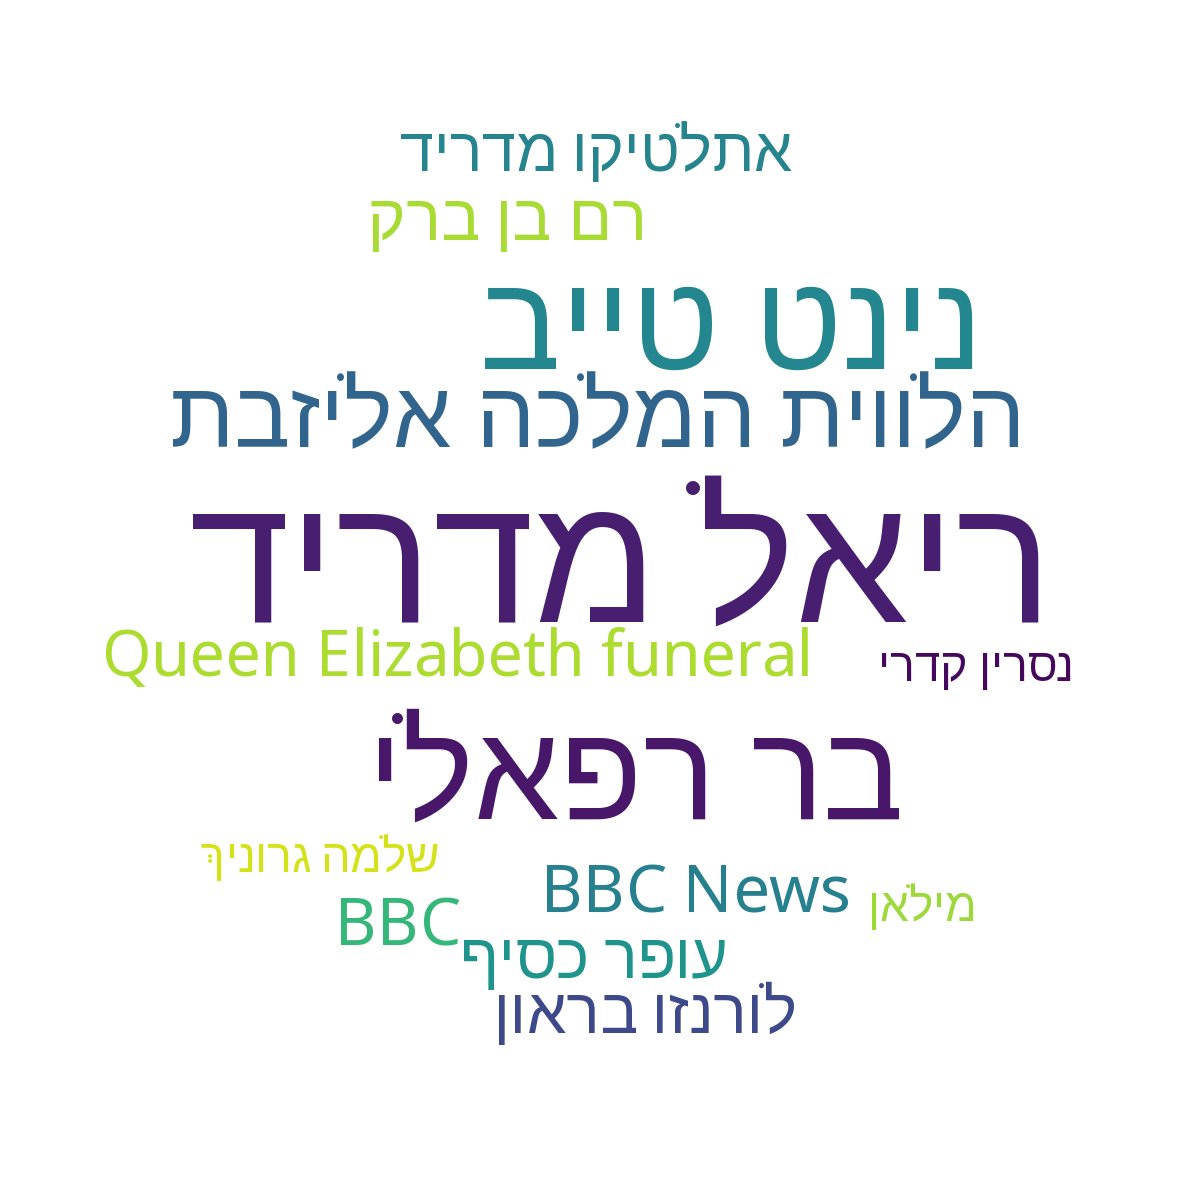 אתלטיקו מדריד
רם בן ברק
נינט טייב
הלווית המלכה אליזבת
ריאל מדריד
Queen Elizabeth funeral
נסרין קדרי
בר רפאלי
שלמה גרוניך
BBC News
מילאן
BBC
עופר כסיף
לורנזו בראון